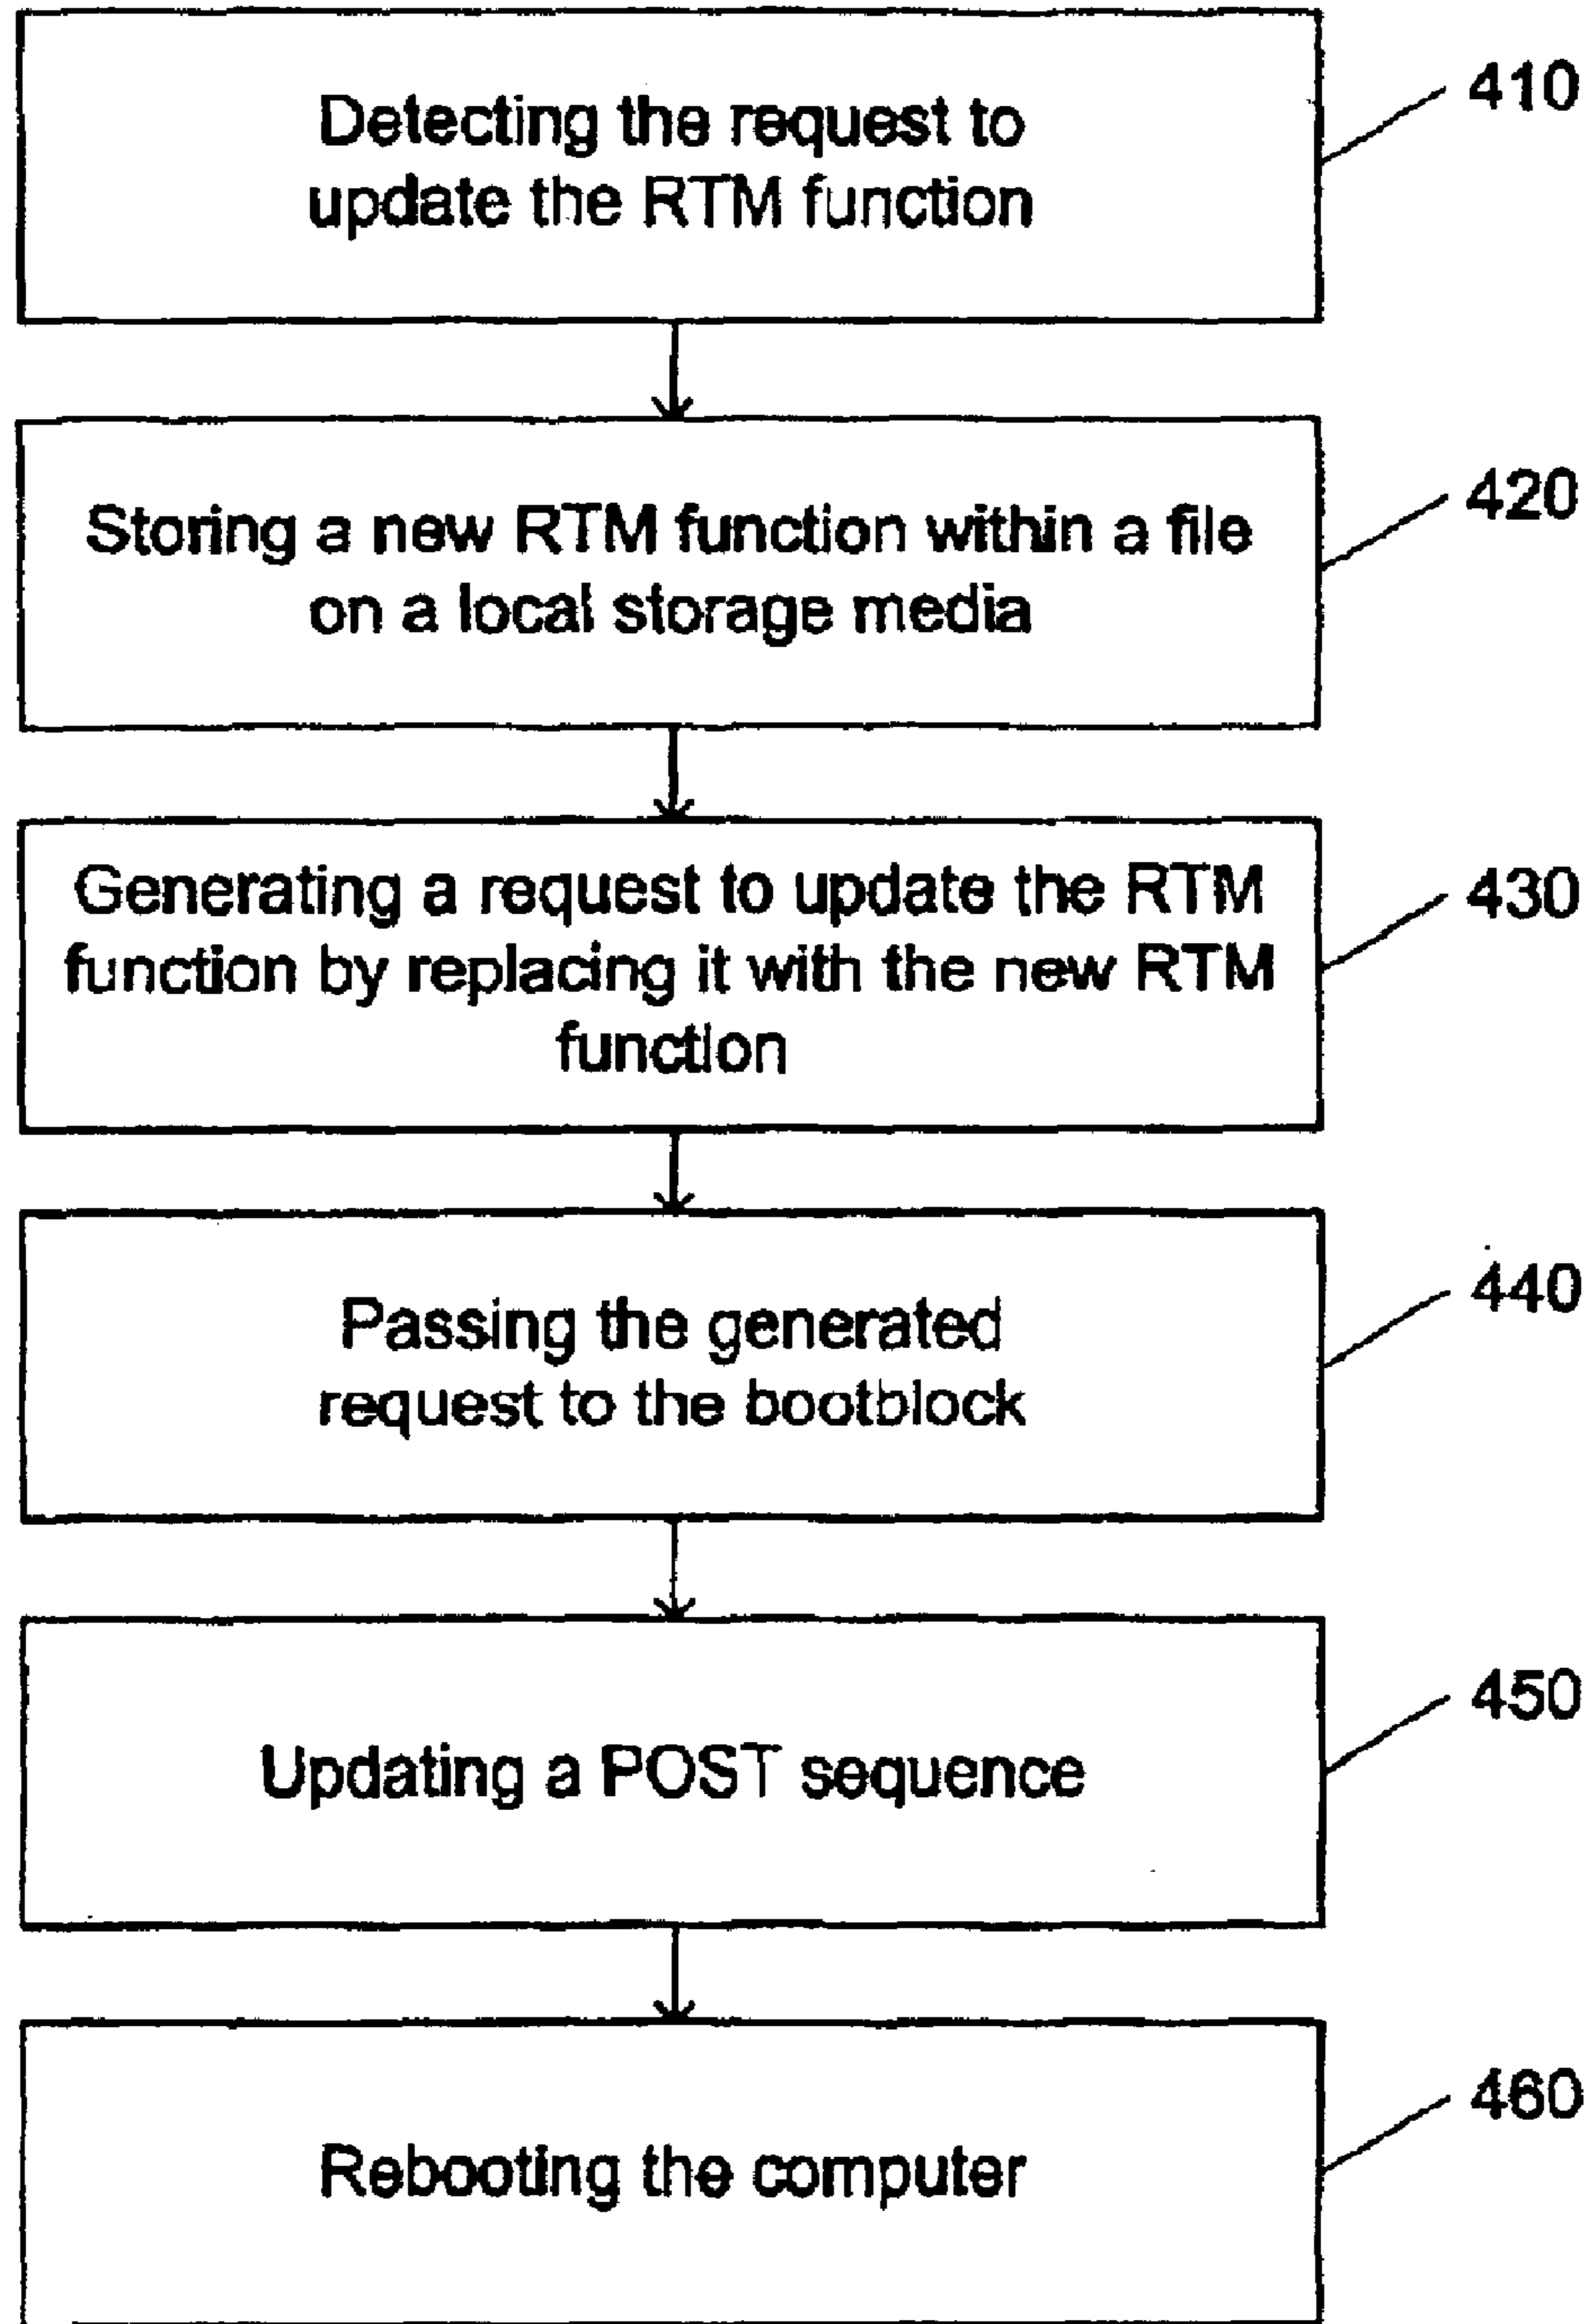 Detecting the request to
update the RTM function
410
Storing a new RTM function within a file
on a local storage media
420
Generating a request to update the RTM
function by replacing it with the new RTM
function
430
Passing the generated
request to the bootblock
440
Updating a POST sequence
450
Rebooting the computer
460